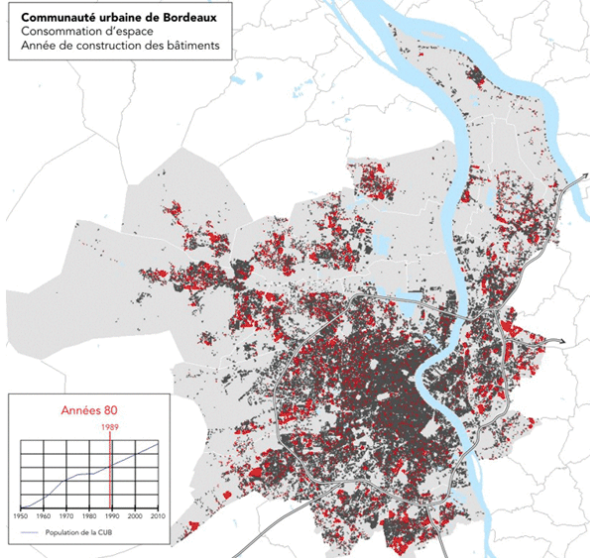 Communauté urbaine de Bordeaux
Consommation d'espace
Année de construction des bâtiments
Années 80
1989
1950 1960 1970 1980 1990 2000 2010
Population de la CUB